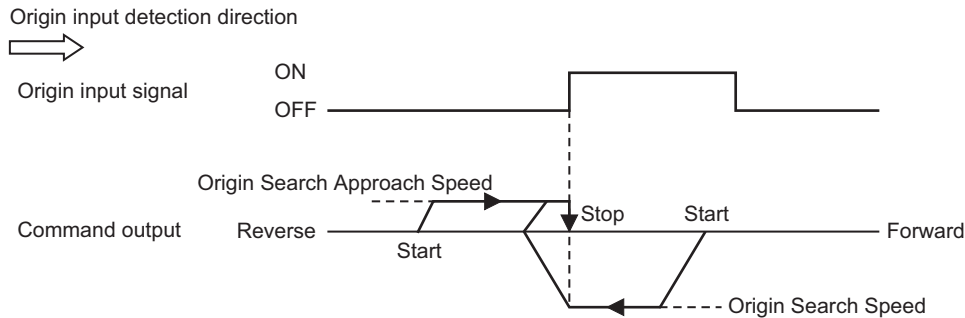 Origin input detection direction
Origin input signal
ON
OFF
Origin Search Approach Speed
Command output
Reverse
Start
Stop
Start
Forward
Origin Search Speed